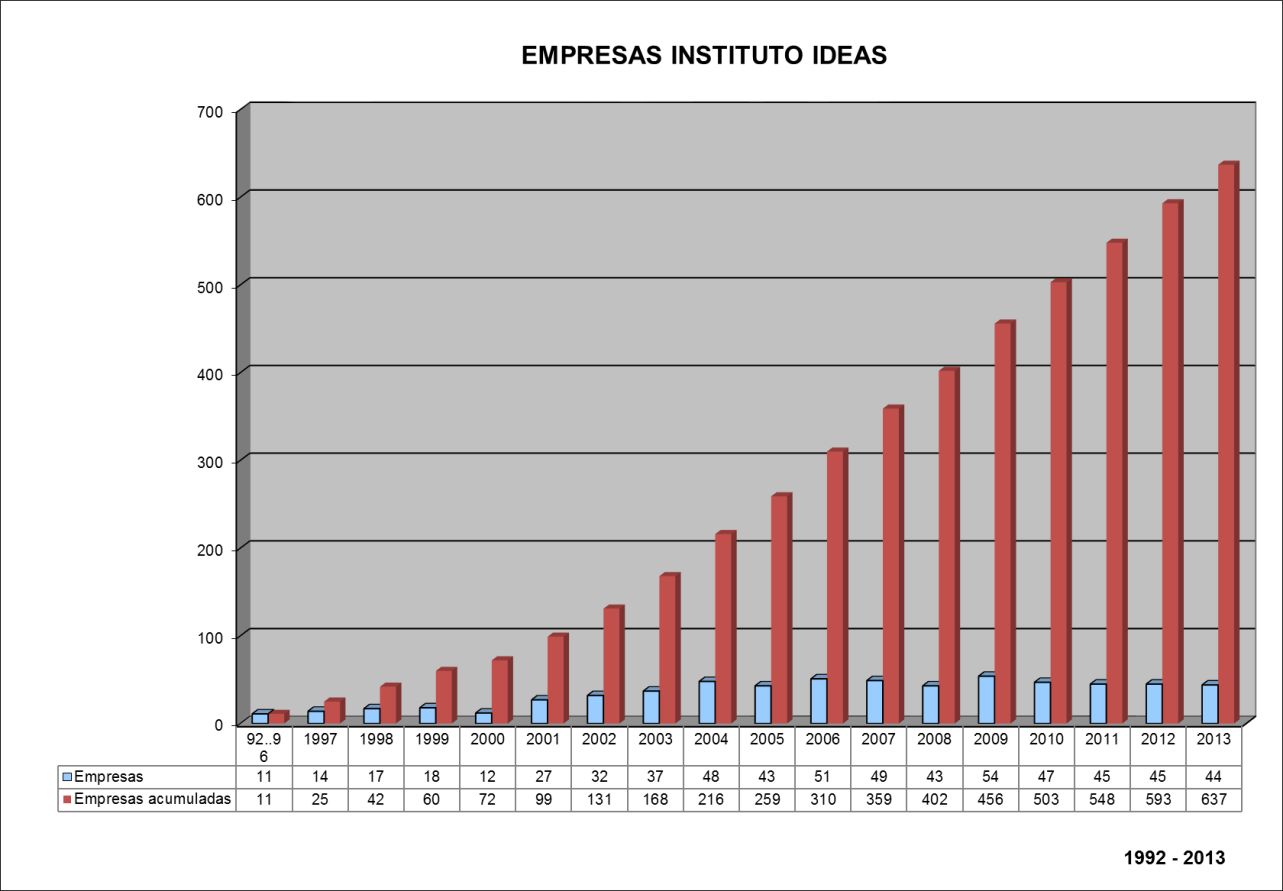 EMPRESAS INSTITUTO IDEAS
700
600
500
400
300
200
100
0
92..9 1997 1998 1999 2000 2001 2002 2003 2004 2005 2006 2007 2008 2009 2010 2011 2012 2013
6
Empresas 11 14 17 18 12 27 32 37 48 43 51 49 43 54 47 45 45 44
Empresas acumuladas 11 25 42 60 72 99 131 168 216 259 310 359 402 456 503 548 593 637
1992 - 2013